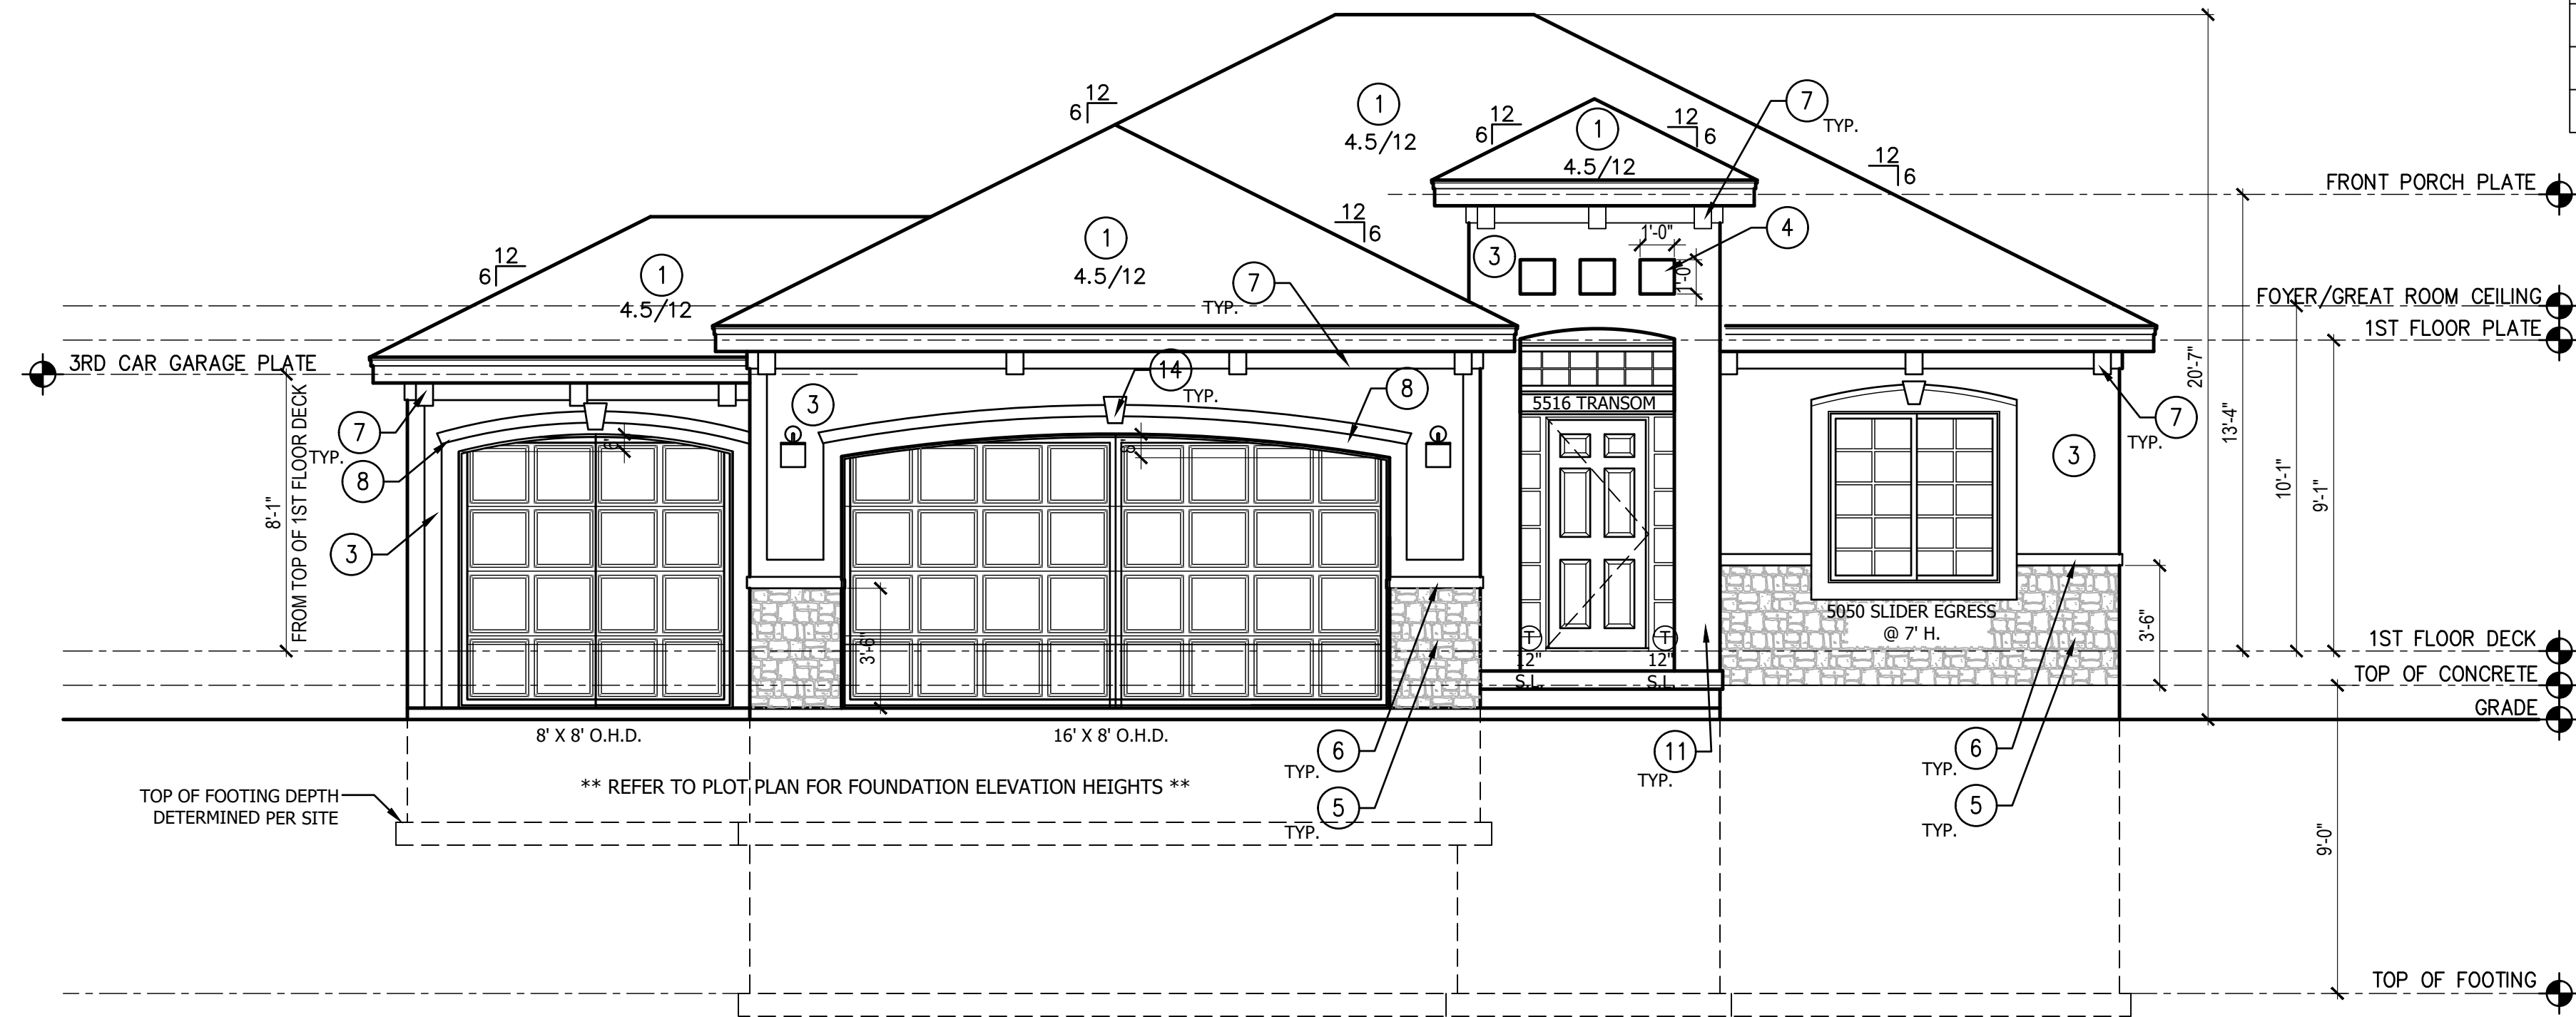 12
6
1
4.5/12
12
6
1
4.5/12
12
6
7
TYP.
12
6
FRONT PORCH PLATE
12
6
1
4.5/12
12
6
1
4.5/12
3
1'-0"
1'-0"
4
7
TYP.
FOYER/GREAT ROOM CEILING
1ST FLOOR PLATE
3RD CAR GARAGE PLATE
8'-1"
FROM TOP OF 1ST FLOOR DECK
7
TYP.
8
3
6"
3
14
TYP.
8
6"
5516 TRANSOM
7
TYP.
3
20'-7"
13'-4"
10'-1"
9'-1"
3'-6"
3'-6"
5050 SLIDER EGRESS
@ 7' H.
T
12"
S.L.
T
12"
S.L.
1ST FLOOR DECK
TOP OF CONCRETE
GRADE
8' X 8' O.H.D.
16' X 8' O.H.D.
6
TYP.
11
TYP.
6
TYP.
** REFER TO PLOT PLAN FOR FOUNDATION ELEVATION HEIGHTS **
TOP OF FOOTING DEPTH
DETERMINED PER SITE
5
TYP.
5
TYP.
9'-0"
TOP OF FOOTING